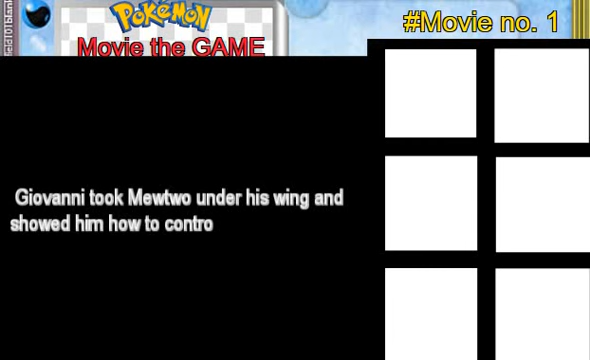 field101blank
POKéMON
#Movie no. 1
Movie the GAME
Giovanni took Mewtwo under his wing and
showed him how to contro